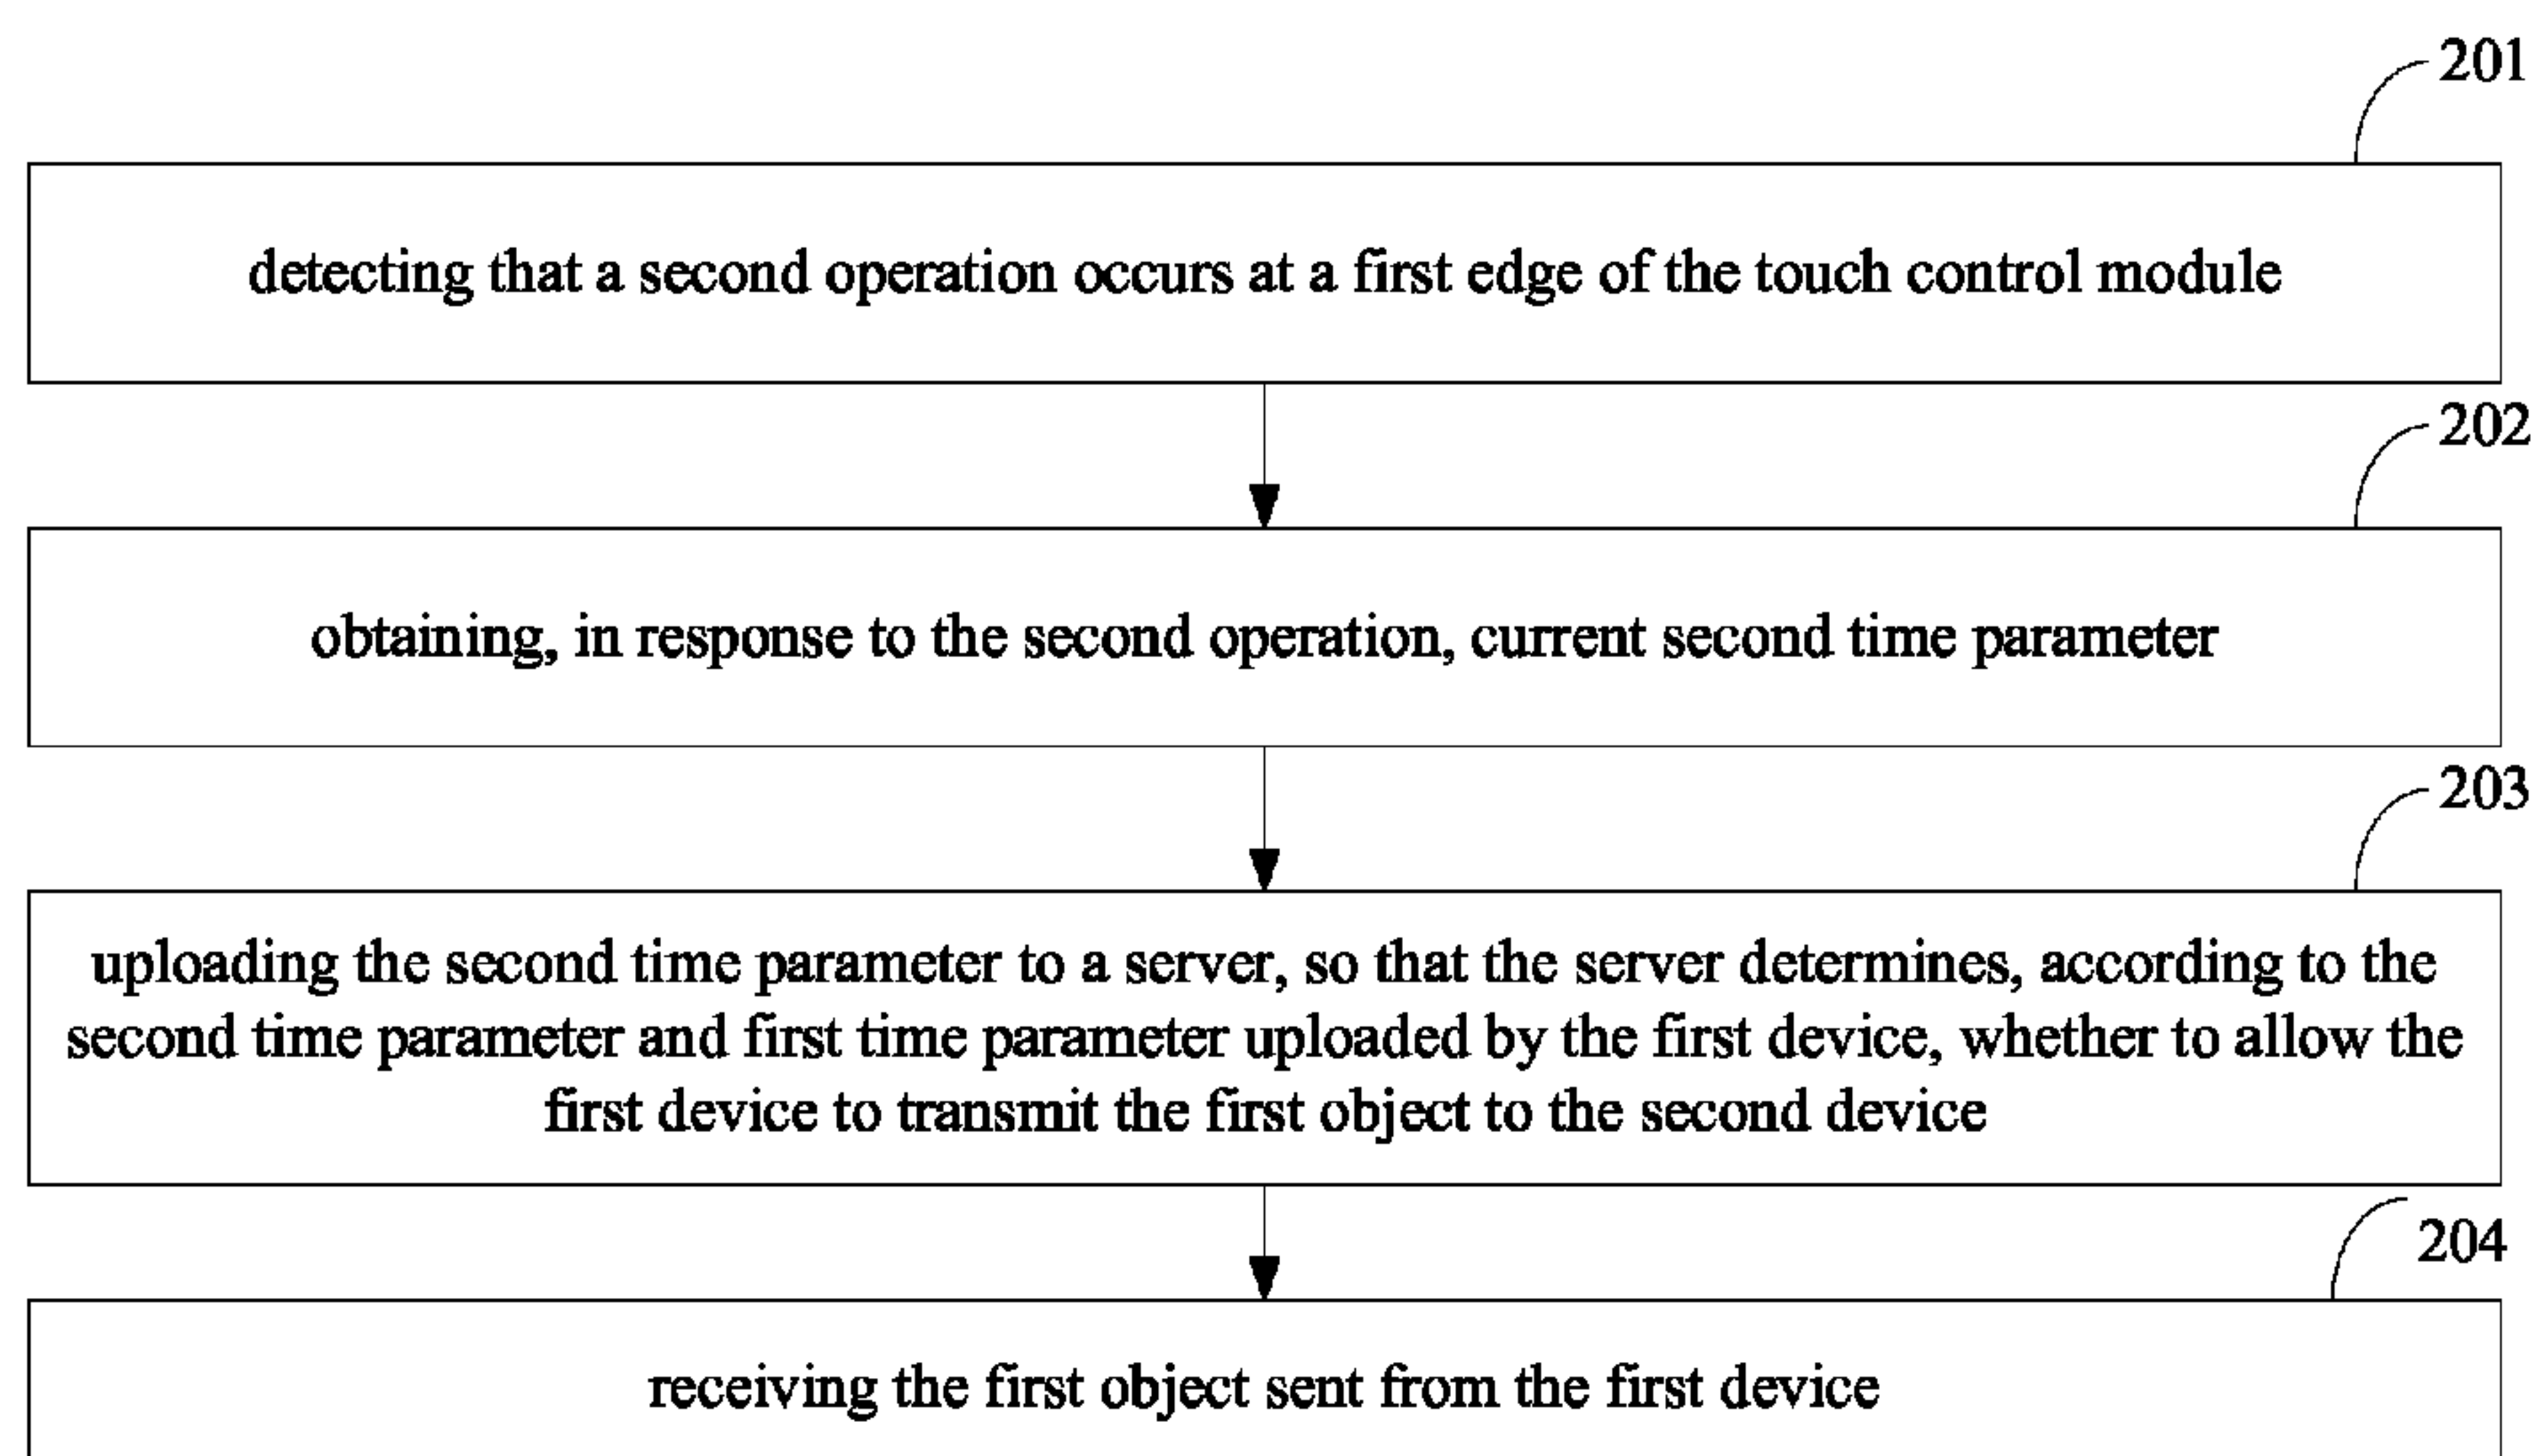 201
detecting that a second operation occurs at a first edge of the touch control module
202
obtaining, in response to the second operation, current second time parameter
203
uploading the second time parameter to a server, so that the server determines, according to the
second time parameter and first time parameter uploaded by the first device, whether to allow the
first device to transmit the first object to the second device
204
receiving the first object sent from the first device